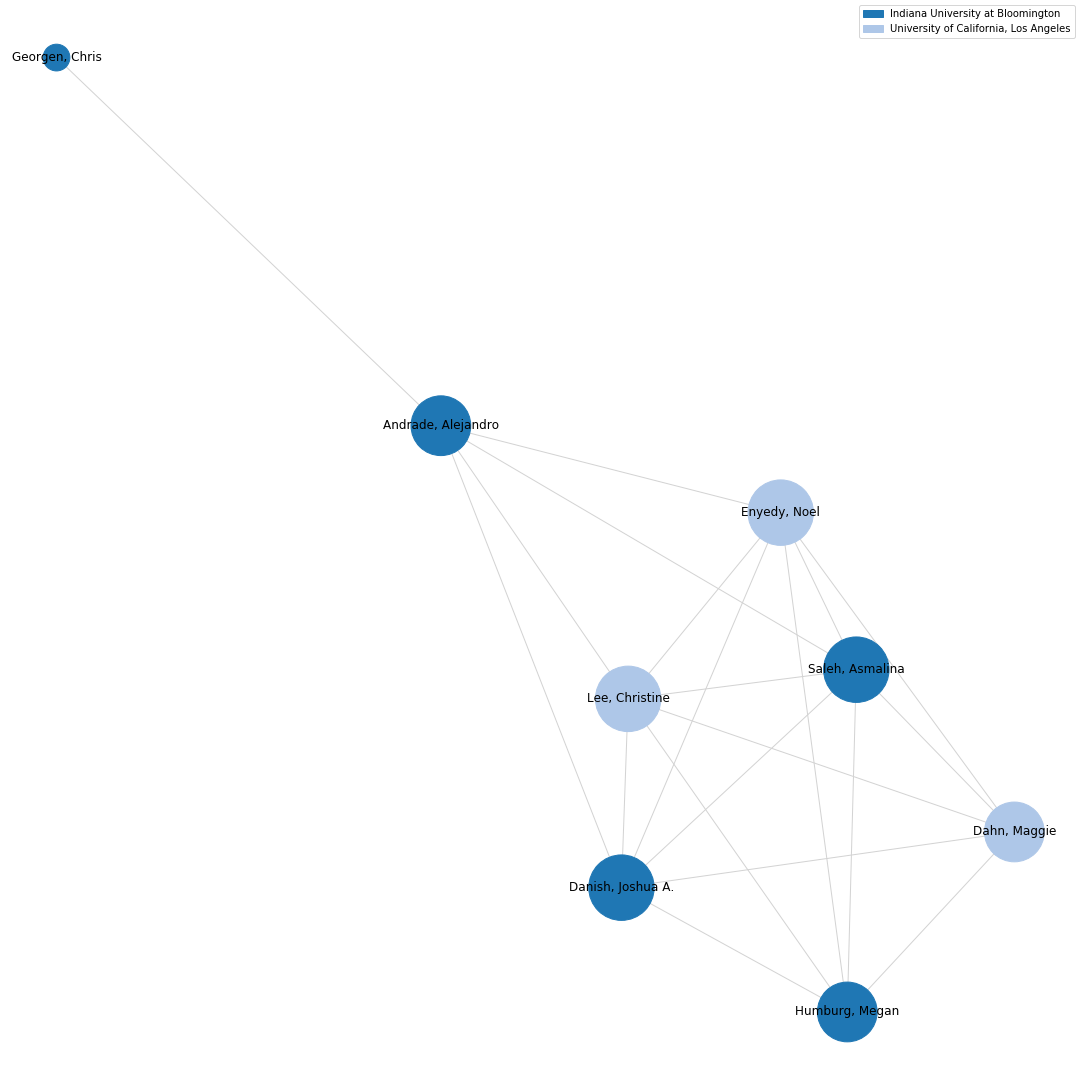 Indiana University at Bloomington
University of California, Los Angeles
Georgen, Chris
Andrade, Alejandro
Enyedy, Noel
Saleh, Asmalina
Lee, Christine
Dahn, Maggie
Danish, Joshua A.
Humburg, Megan